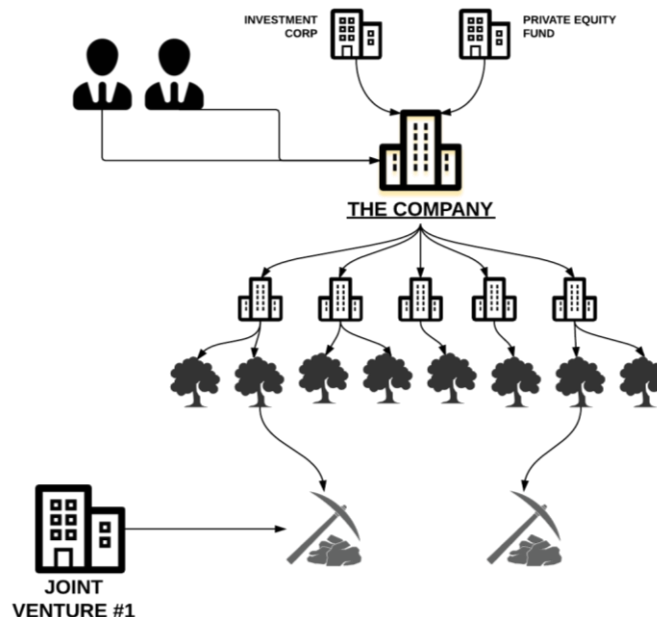 INVESTMENT
CORP
PRIVATE EQUITY
FUND
THE COMPANY
JOINT
VENTURE #1